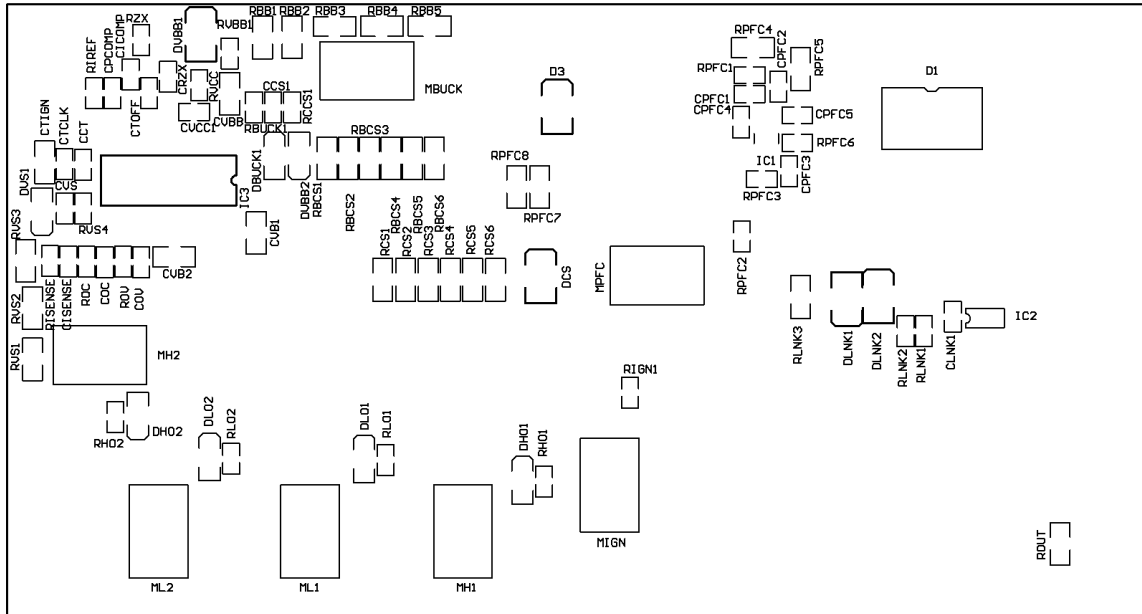 RBB1
RBB2
RBB3
RBB4
RBB5
RZX
CICOMP
CPCOMP
RIREF
DVBB1
RVBB1
CTOFF
CRZX
RVCC
CVCC1
CVBB
CCS1
RCCS1
RBUCK1
MBUCK
D3
RPFC4
CPFC2
RPFC5
RPFC1
CPFC1
CPFC4
CPFC5
RPFC6
IC1
CPFC3
RPFC3
D1
CTIGN
CTCLK
CCT
DVS1
CVS
RVS4
IC3
DBUCK1
DVBB2
RBCS1
RBCS3
RBCS2
RBCS4
RBCS5
RBCS6
RPFC8
RPFC7
RVS3
CVB1
CVB2
RISENSE
CISENSE
ROC
COC
ROV
COV
RCS1
RCS2
RCS3
RCS4
RCS5
RCS6
DCS
MPFC
RPFC2
RVS2
RVS1
MH2
RLNK3
DLNK1
DLNK2
RLNK2
RLNK1
CLNK1
IC2
RIGN1
RHO2
DHO2
DLO2
RLO2
DLO1
RLO1
DHO1
RHO1
MIGN
ML2
ML1
MH1
ROUT